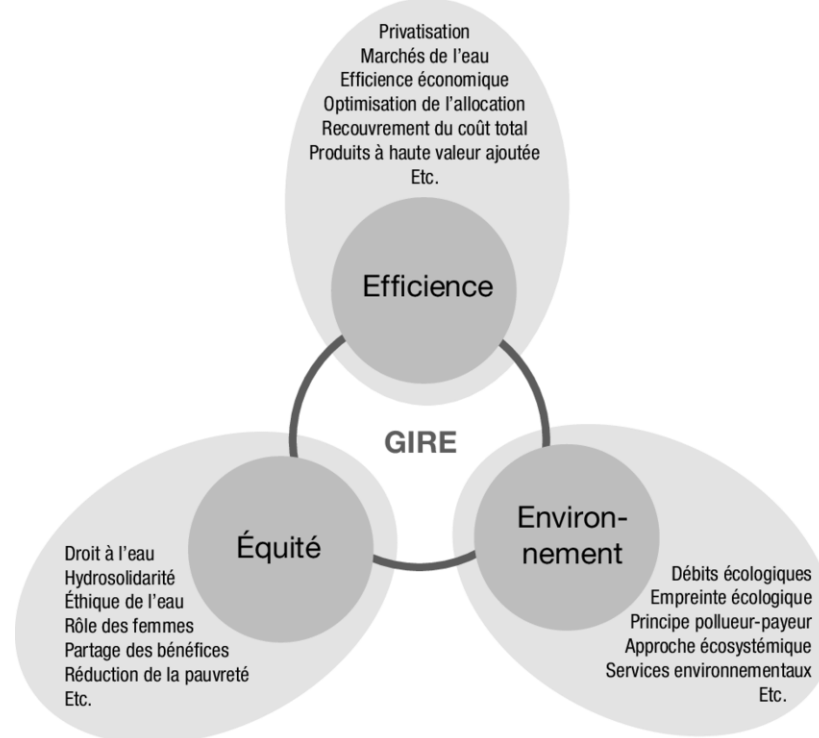 Privatisation
Marchés de l’eau
Efficience économique
Optimisation de l’allocation
Recouvrement du coût total
Produits à haute valeur ajoutée
Etc.
Efficience
GIRE
Équité
Droit à l’eau
Hydrosolidarité
Éthique de l’eau
Rôle des femmes
Partage des bénéfices
Réduction de la pauvreté
Etc.
Environ-
nement
Débits écologiques
Empreinte écologique
Principe pollueur-payeur
Approche écosystémique
Services environnementaux
Etc.